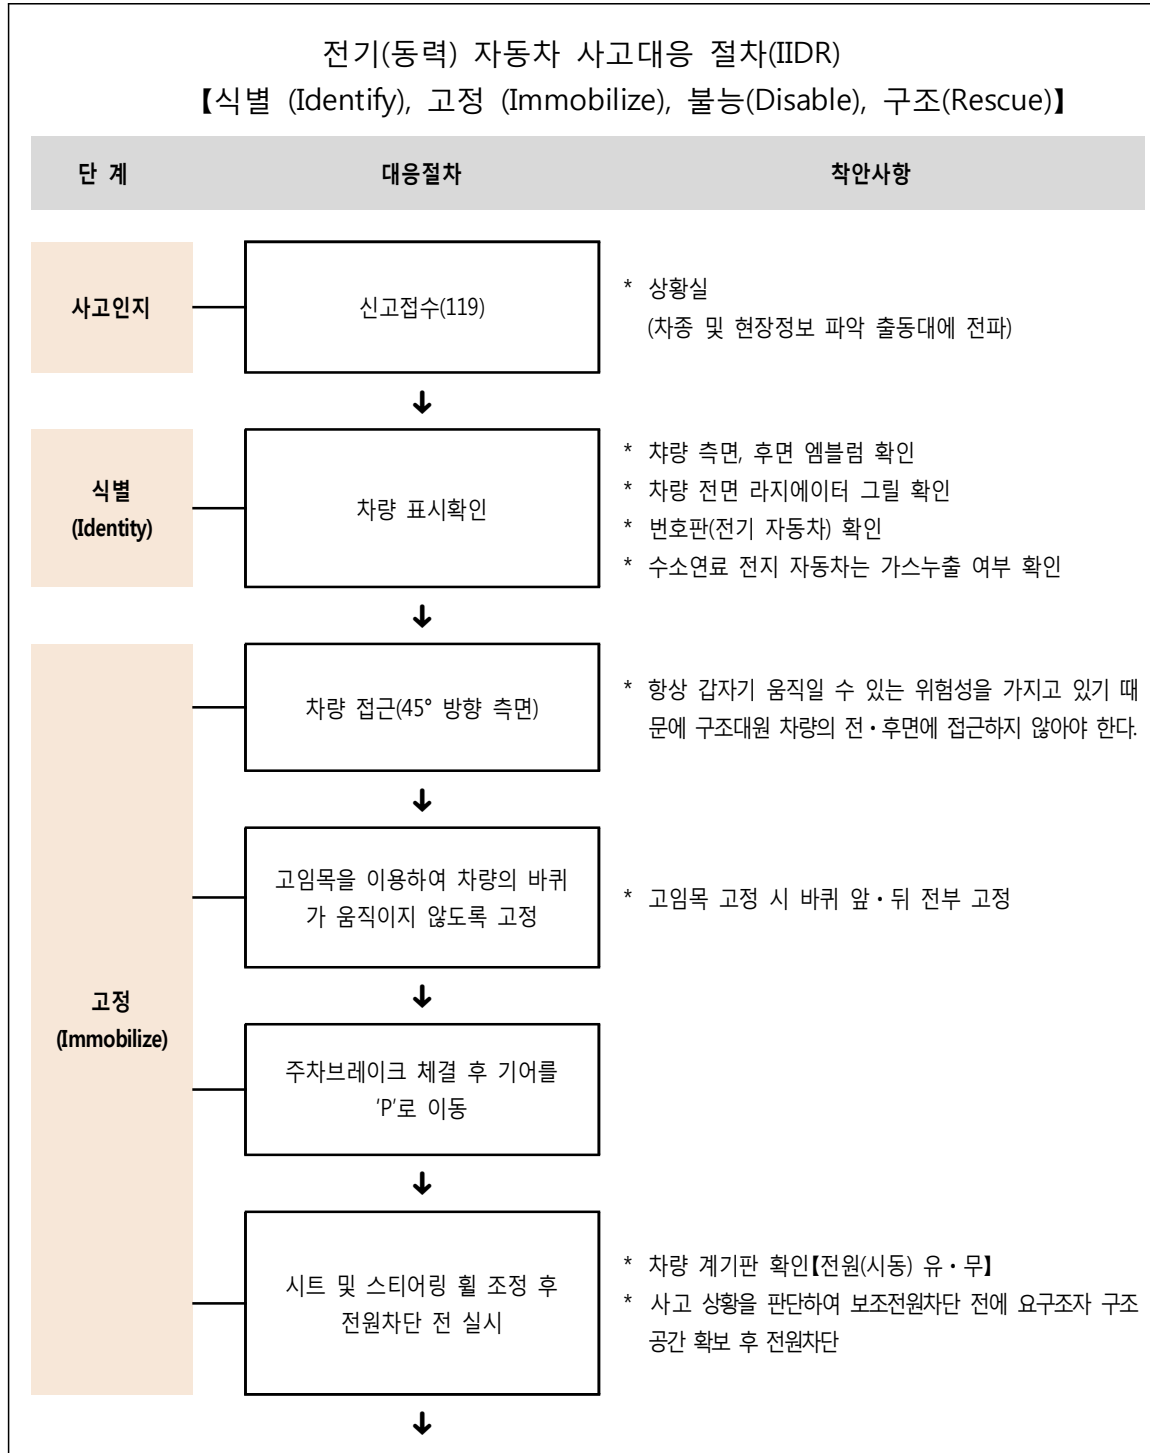 전기(동력) 자동차 사고대응 절차(IIDR)
【식별 (Identify), 고정 (Immobilize), 불능(Disable), 구조(Rescue)】
단 계
대응절차
착안사항
사고인지
신고접수(119)
* 상황실
(차종 및 현장정보 파악 출동대에 전파)
식별
(Identity)
차량 표시확인
* 챠량 측면, 후면 엠블럼 확인
* 차량 전면 라지에이터 그릴 확인
* 번호판(전기 자동차) 확인
* 수소연료 전지 자동차는 가스누출 여부 확인
고정
(Immobilize)
차량 접근(45° 방향 측면)
* 항상 갑자기 움직일 수 있는 위험성을 가지고 있기 때
문에 구조대원 차량의 전・후면에 접근하지 않아야 한다.
고임목을 이용하여 차량의 바퀴
가 움직이지 않도록 고정
* 고임목 고정 시 바퀴 앞・뒤 전부 고정
주차브레이크 체결 후 기어를
'P'로 이동
시트 및 스티어링 휠 조정 후
전원차단 전 실시
* 차량 계기판 확인【전원(시동) 유・무】
* 사고 상황을 판단하여 보조전원차단 전에 요구조자 구조
공간 확보 후 전원차단